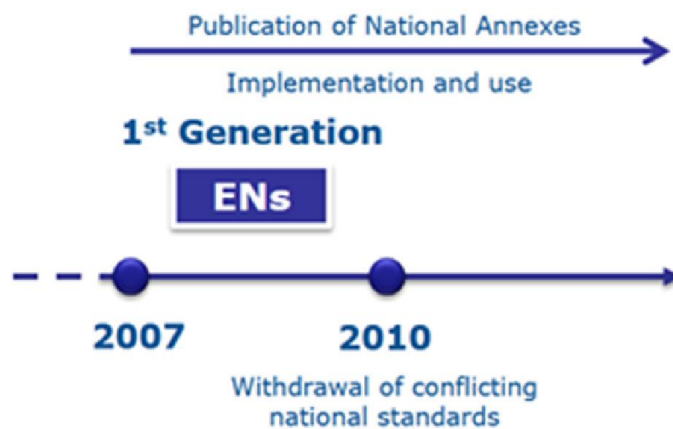 Publication of National Annexes
Implementation and use
1st Generation
ENs
2007
2010
Withdrawal of conflicting
national standards